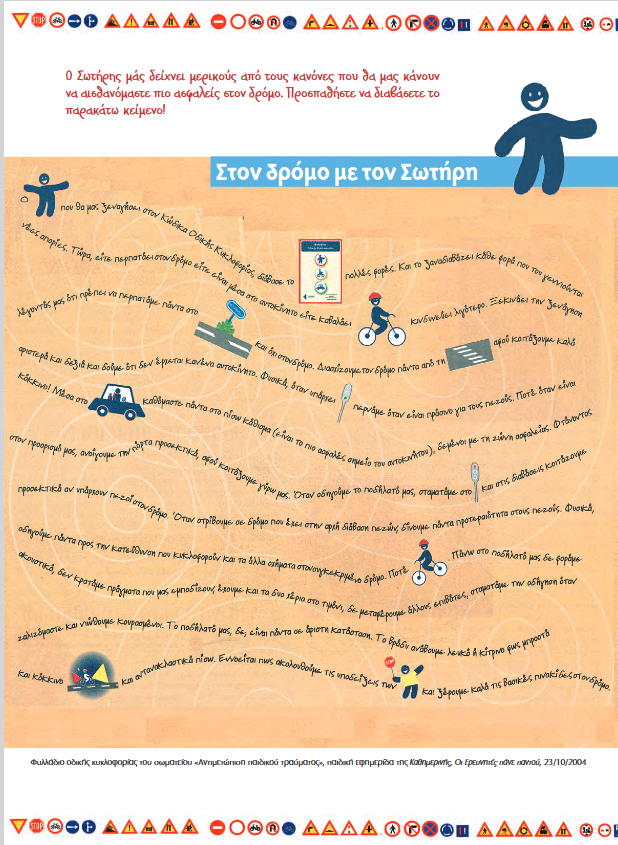 Ο Σωτήρης μάς δείχνει μερικούς από τους κανόνες που θα μας κάνουν
να αισθανόμαστε πιο ασφαλείς στον δρόμο. Προσπαθήστε να διαβάσετε το
παρακάτω κείμενο!
Στον δρόμο με τον Σωτήρη
Ο που θα μας ξεναγήσει στον Κώδικα Οδικής Κυκλοφορίας, διάβασε το πολλές φορές. Και το ξαναδιαβάζει κάθε φορά που του γεννιούνται
νέες απορίες. Τώρα, είτε περπατάει στον δρόμο είτε είναι μέσα στο αυτοκίνητο είτε καβαλάει κινδυνεύει λιγότερο. Ξεκινάει την ξενάγηση
λέγοντάς μας ότι πρέπει να περπατάμε πάντα στο και όχι στον δρόμο. Διασχίζουμε τον δρόμο πάντα από τη αφού κοιτάξουμε καλά
αριστερά και δεξιά και δούμε ότι δεν έρχεται κανένα αυτοκίνητο. Φυσικά, όταν υπάρχει περνάμε όταν είναι πράσινο για τους πεζούς. Ποτέ όταν είναι
κόκκινο! Μέσα στο καθόμαστε πάντα στο πίσω κάθισμα (είναι το πιο ασφαλές σημείο του αυτοκινήτου), δεμένοι με τη ζώνη ασφαλείας. Φτάνοντας
στον προορισμό μας, ανοίγουμε την πόρτα προσεκτικά, αφού κοιτάξουμε γύρω μας. Όταν οδηγούμε το ποδήλατό μας, σταματάμε στο και στις διαβάσεις κοιτάζουμε
προσεκτικά αν υπάρχουν πεζοί στον δρόμο. Όταν στρίβουμε σε δρόμο που έχει στην αρχή διάβαση πεζών, δίνουμε πάντα προτεραιότητα στους πεζούς. Φυσικά,
οδηγούμε πάντα προς την κατεύθυνση που κυκλοφορούν και τα άλλα οχήματα στον συγκεκριμένο δρόμο. Ποτέ . Πάνω στο ποδήλατό μας δε φοράμε
ακουστικά, δεν κρατάμε πράγματα που μας εμποδίζουν, έχουμε και τα δυο χέρια στο τιμόνι, δε μεταφέρουμε άλλους επιβάτες, σταματάμε την οδήγηση όταν
ζαλιζόμαστε και νιώθουμε κουρασμένοι. Το ποδήλατό μας, δε, είναι πάντα σε άριστη κατάσταση. Το βράδυ ανάβουμε λευκό ή κίτρινο φως μπροστά
και κόκκινο και αντανακλαστικά πίσω. Εννοείται πως ακολουθούμε τις υποδείξεις των και ξέρουμε καλά τις βασικές πινακίδες στον δρόμο.
Φυλλάδιο οδικής κυκλοφορίας του σωματείου «Αντιμετώπιση παιδικού τραύματος», παιδική εφημερίδα της Καθημερινής, Οι Ερευνητές πάνε παντού, 23/10/2004